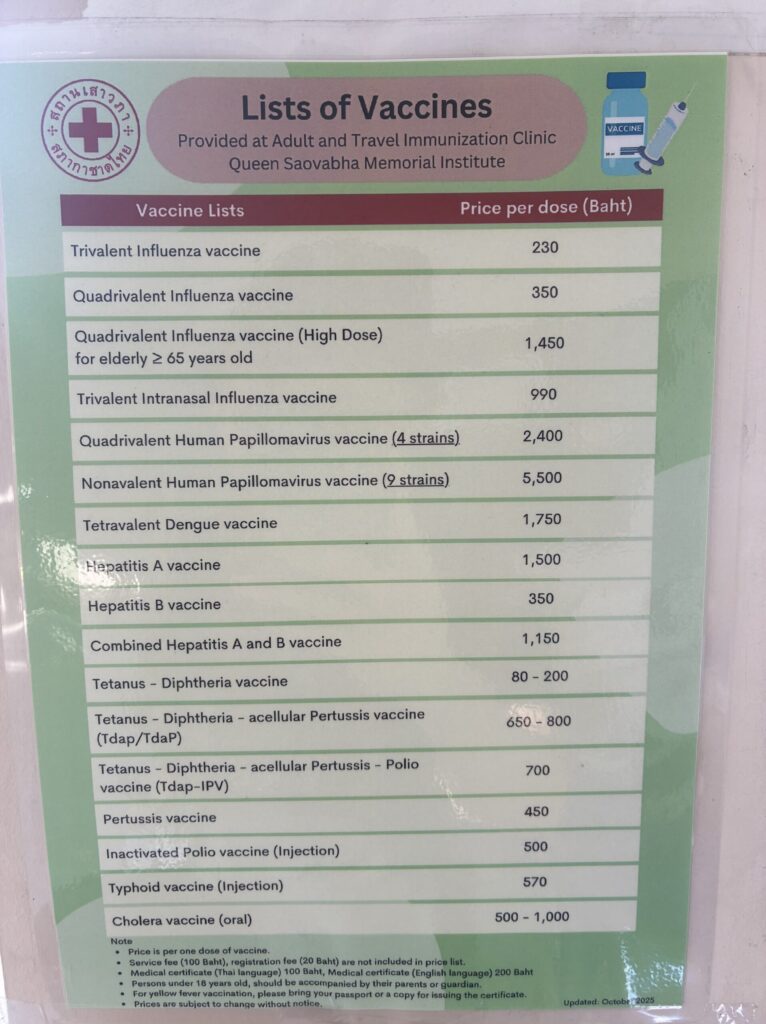 สถานเสาวภา
สภากาชาดไทย
Lists of Vaccines
Provided at Adult and Travel Immunization Clinic
Queen Saovabha Memorial Institute
VACCINE
Vaccine Lists Price per dose (Baht)
Trivalent Influenza vaccine 230
Quadrivalent Influenza vaccine 350
Quadrivalent Influenza vaccine (High Dose)
for elderly ≥ 65 years old 1,450
Trivalent Intranasal Influenza vaccine 990
Quadrivalent Human Papillomavirus vaccine (4 strains) 2,400
Nonavalent Human Papillomavirus vaccine (9 strains) 5,500
Tetravalent Dengue vaccine 1,750
Hepatitis A vaccine 1,500
Hepatitis B vaccine 350
Combined Hepatitis A and B vaccine 1,150
Tetanus - Diphtheria vaccine 80 - 200
Tetanus - Diphtheria - acellular Pertussis vaccine
(Tdap/TdaP) 650 - 800
Tetanus - Diphtheria - acellular Pertussis - Polio
vaccine (Tdap-IPV) 700
Pertussis vaccine 450
Inactivated Polio vaccine (Injection) 500
Typhoid vaccine (Injection) 570
Cholera vaccine (oral) 500 - 1,000
Note
• Price is per one dose of vaccine.
• Service fee (100 Baht), registration fee (20 Baht) are not included in price list.
• Medical certificate (Thai language) 100 Baht, Medical certificate (English language) 200 Baht
• Persons under 18 years old, should be accompanied by their parents or guardian.
• For yellow fever vaccination, please bring your passport or a copy for issuing the certificate.
• Prices are subject to change without notice.
Updated: October 2025